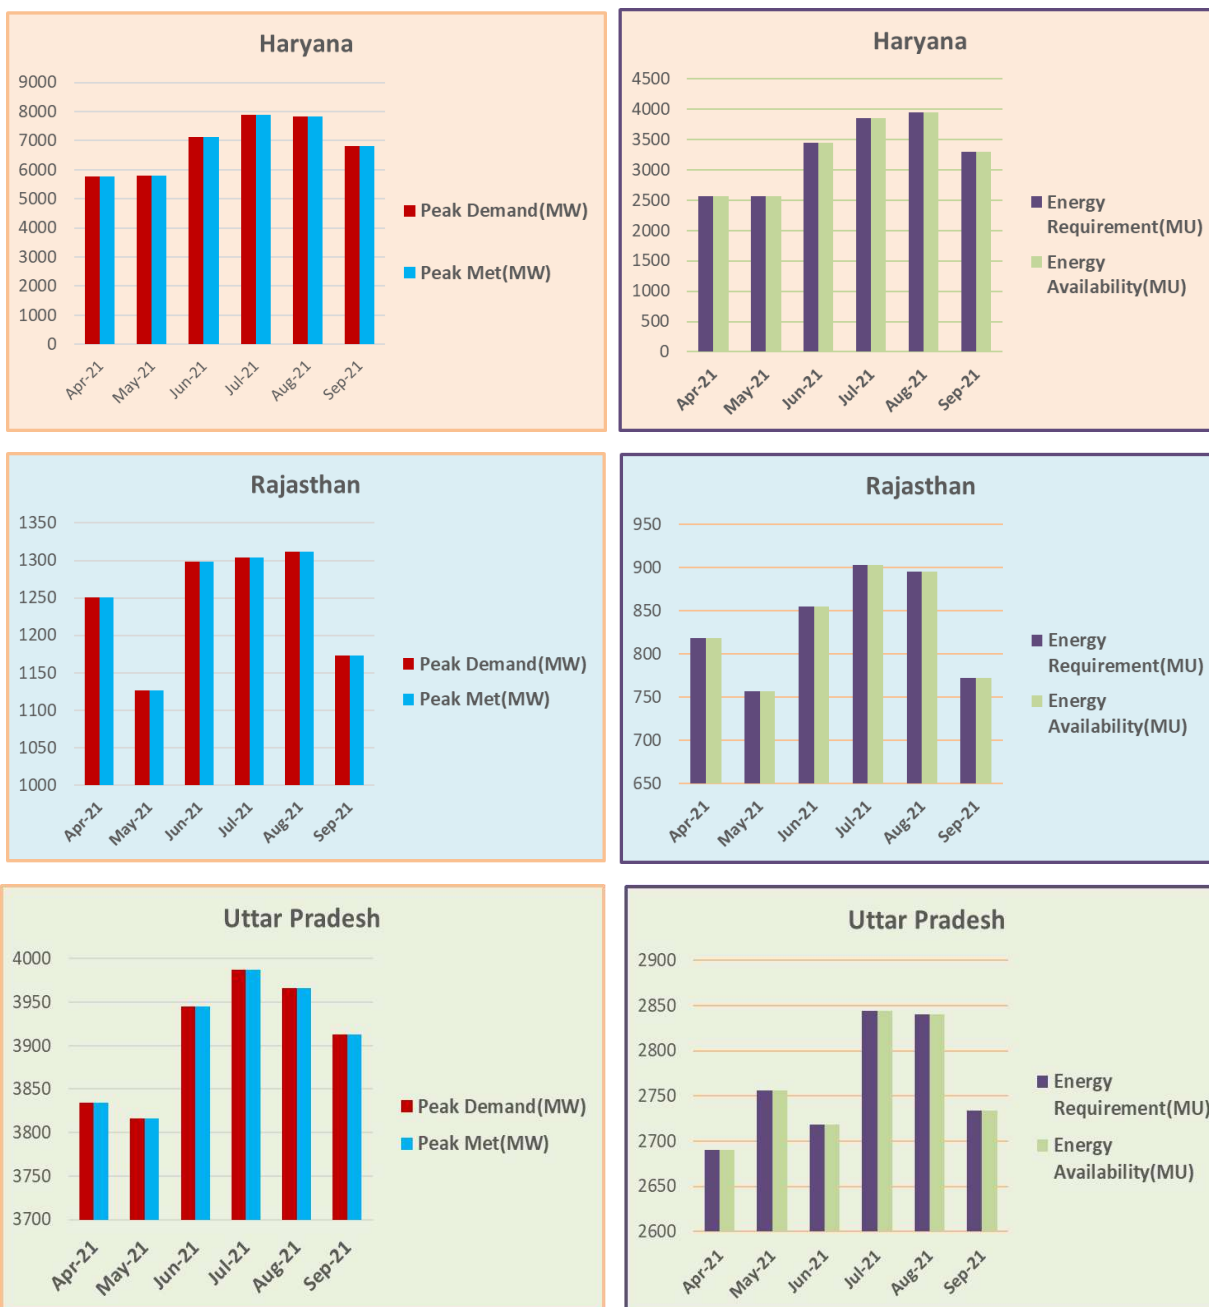 Haryana
9000
8000
7000
6000
5000
4000
3000
2000
1000
0
Apr-21
May-21
Jun-21
Jul-21
Aug-21
Sep-21
Peak Demand(MW)
Peak Met(MW)
Haryana
4500
4000
3500
3000
2500
2000
1500
1000
500
0
Apr-21
May-21
Jun-21
Jul-21
Aug-21
Sep-21
Energy
Requirement(MU)
Energy
Availability(MU)
Rajasthan
1350
1300
1250
1200
1150
1100
1050
1000
Apr-21
May-21
Jun-21
Jul-21
Aug-21
Sep-21
Peak Demand(MW)
Peak Met(MW)
Rajasthan
950
900
850
800
750
700
650
Apr-21
May-21
Jun-21
Jul-21
Aug-21
Sep-21
Energy
Requirement(MU)
Energy
Availability(MU)
Uttar Pradesh
4000
3950
3900
3850
3800
3750
3700
Apr-21
May-21
Jun-21
Jul-21
Aug-21
Sep-21
Peak Demand(MW)
Peak Met(MW)
Uttar Pradesh
2900
2850
2800
2750
2700
2650
2600
Apr-21
May-21
Jun-21
Jul-21
Aug-21
Sep-21
Energy
Requirement(MU)
Energy
Availability(MU)